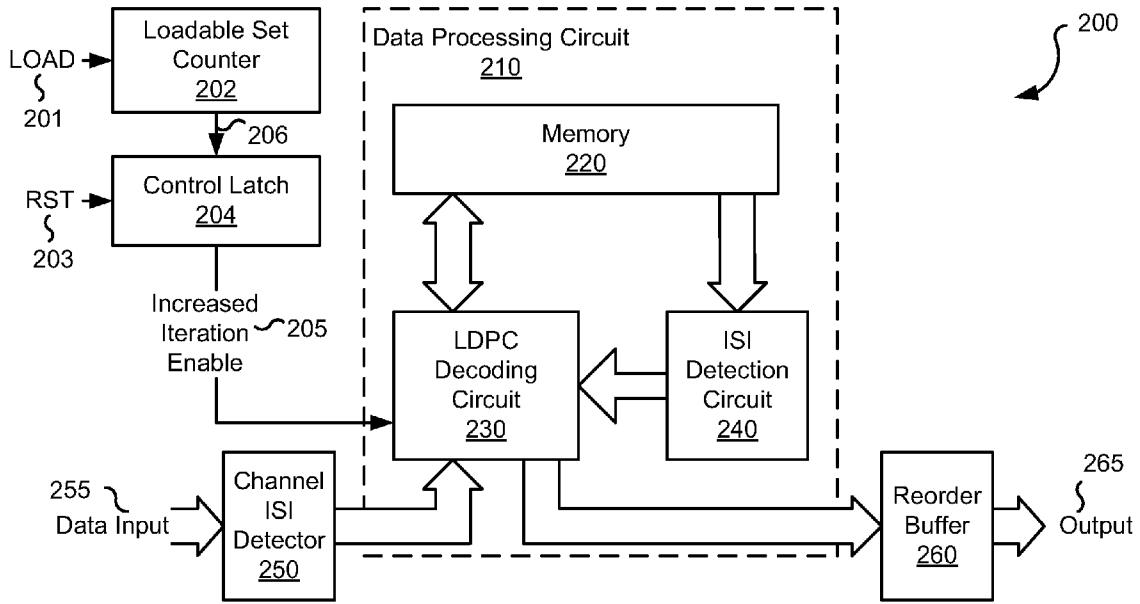 Loadable Set
Counter
202
LOAD
201
206
Control Latch
204
RST
203
Increased
Iteration
Enable
205
Data Processing Circuit
210
200
Memory
220
LDPC
Decoding
Circuit
230
ISI
Detection
Circuit
240
255
Data Input
Channel
ISI
Detector
250
Reorder
Buffer
260
265
Output